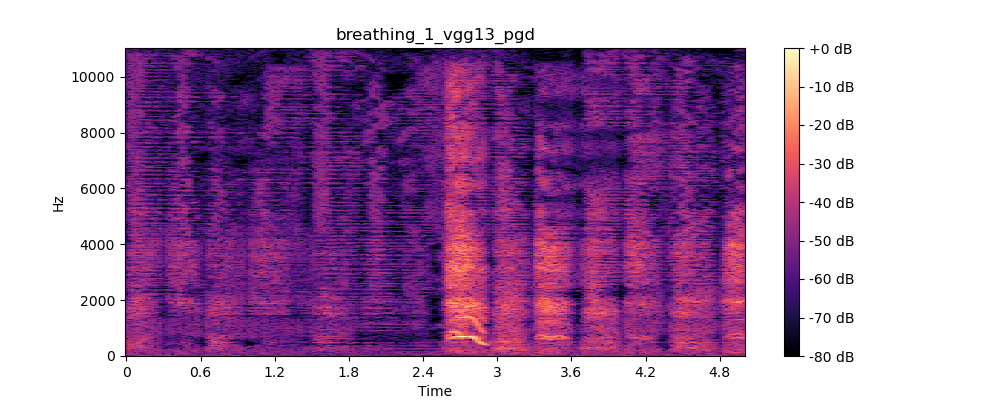 breathing_1_vgg13_pgd
Hz
10000
8000
6000
4000
2000
0
0 0.6 1.2 1.8 2.4 3 3.6 4.2 4.8
Time
+0 dB
-10 dB
-20 dB
-30 dB
-40 dB
-50 dB
-60 dB
-70 dB
-80 dB